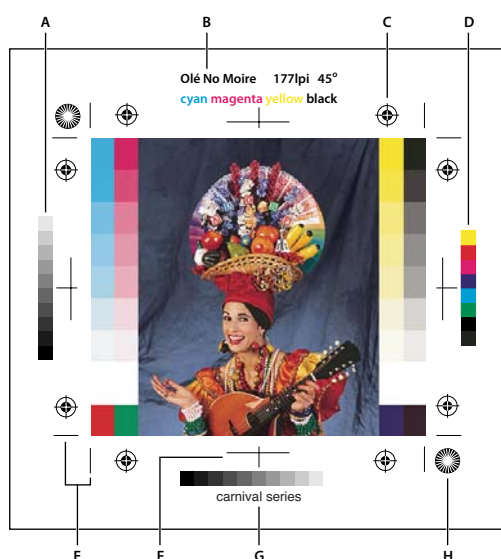 A B C D
Olé No Moire 177lpi 45°
cyan magenta yellow black
carnival series
E F G H